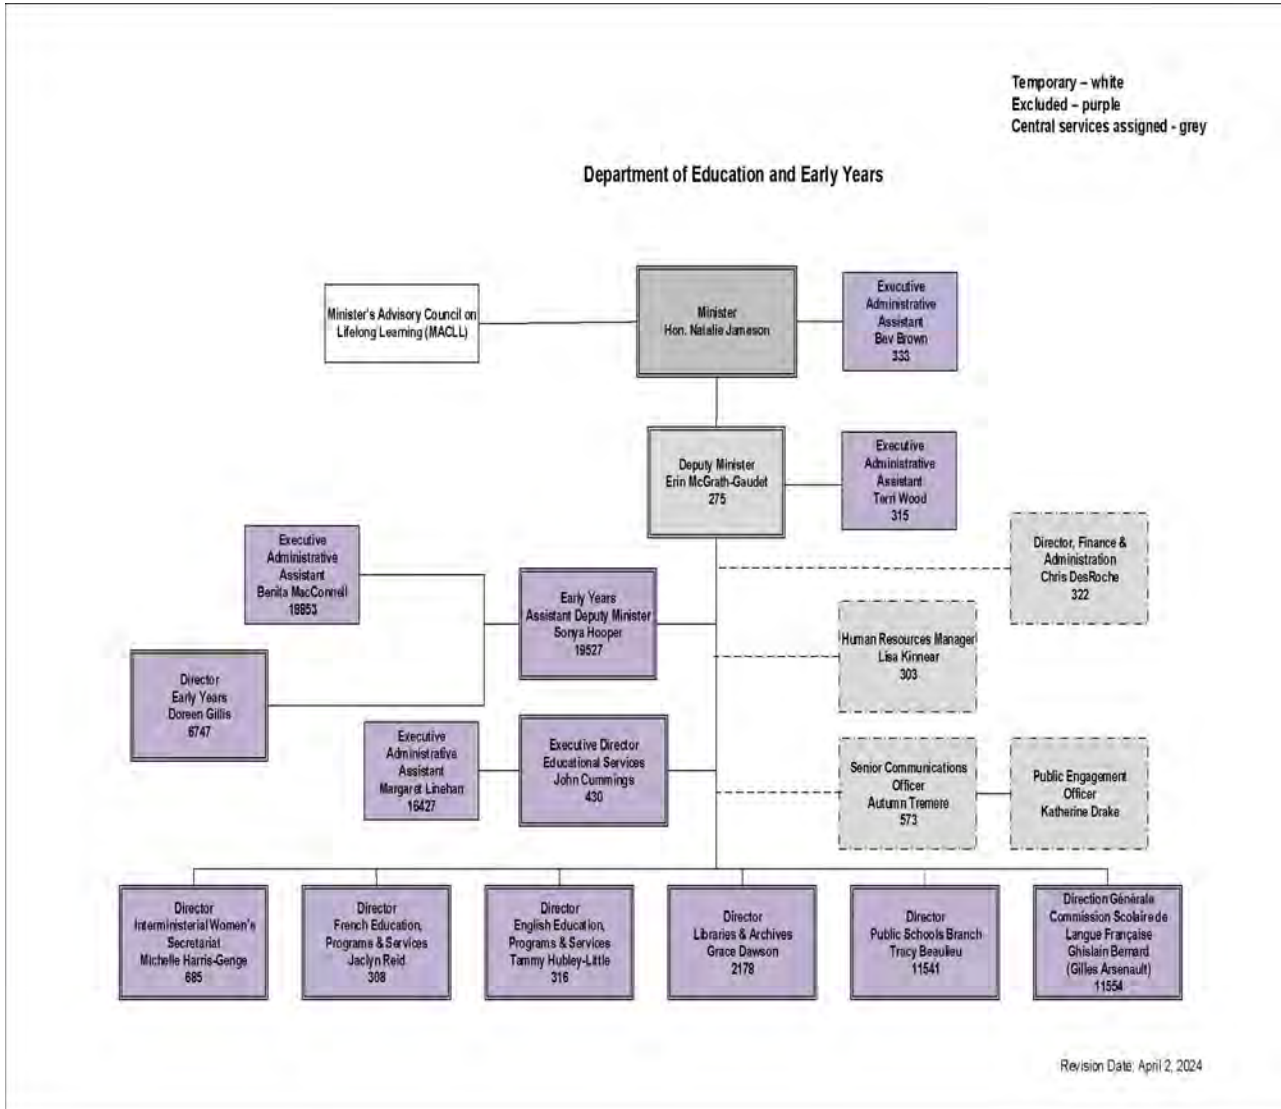 Temporary – white
Excluded – purple
Central services assigned - grey
Department of Education and Early Years
Minister's Advisory Council on
Lifelong Learning (MACLL)
Minister
Hon. Natalie Jameson
Executive
Administrative
Assistant
Bev Brown
333
Deputy Minister
Erin McGrath-Gaudet
275
Executive
Administrative
Assistant
Terri Wood
315
Executive
Administrative
Assistant
Benita MacConnell
Early Years
Assistant Deputy Minister
Sonya Hooper
19527
Director, Finance &
Administration
Chris DesRoche
322
Human Resources Manager
Lisa Kinnear
303
Director
Early Years
Doreen Gillis
6747
Executive
Administrative
Assistant
Margaret Linehan
16427
Executive Director
Educational Services
John Cummings
430
Senior Communications
Officer
Autumn Tremere
573
Public Engagement
Officer
Katherine Drake
Director
Interministerial Women's
Secretariat
Michelle Harris-Genge
685
Director
French Education,
Programs & Services
Jaclyn Reid
308
Director
English Education,
Programs & Services
Tammy Hubley-Little
316
Director
Libraries & Archives
Grace Dawson
2178
Director
Public Schools Branch
Tracy Beaulieu
11541
Direction Générale
Commission Scolaire de
Langue Française
Ghislain Bernard
(Gilles Arsenault)
11554
Revision Date: April 2, 2024